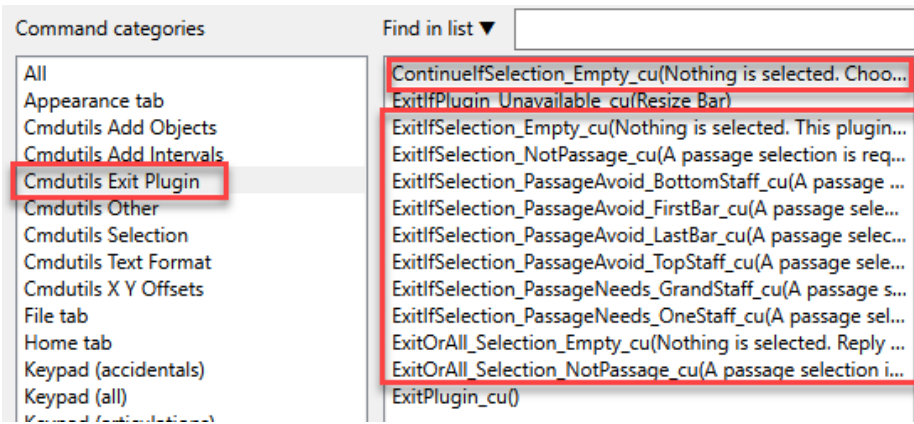 Command categories
Find in list ▼
All
Appearance tab
Cmdutils Add Objects
Cmdutils Add Intervals
Cmdutils Exit Plugin
Cmdutils Other
Cmdutils Selection
Cmdutils Text Format
Cmdutils X Y Offsets
File tab
Home tab
Keypad (accidentals)
Keypad (all)
Keypad (articulations)
ContinueIfSelection_Empty_cu(Nothing is selected. Choo...
ExitIfPlugin_Unavailable_cu(Resize Bar)
ExitIfSelection_Empty_cu(Nothing is selected. This plugin...
ExitIfSelection_NotPassage_cu(A passage selection is req...
ExitIfSelection_PassageAvoid_BottomStaff_cu(A passage ...
ExitIfSelection_PassageAvoid_FirstBar_cu(A passage sele...
ExitIfSelection_PassageAvoid_LastBar_cu(A passage selec...
ExitIfSelection_PassageAvoid_TopStaff_cu(A passage sele...
ExitIfSelection_PassageNeeds_GrandStaff_cu(A passage s...
ExitIfSelection_PassageNeeds_OneStaff_cu(A passage sel...
ExitOrAll_Selection_Empty_cu(Nothing is selected. Reply ...
ExitOrAll_Selection_NotPassage_cu(A passage selection i...
ExitPlugin_cu()